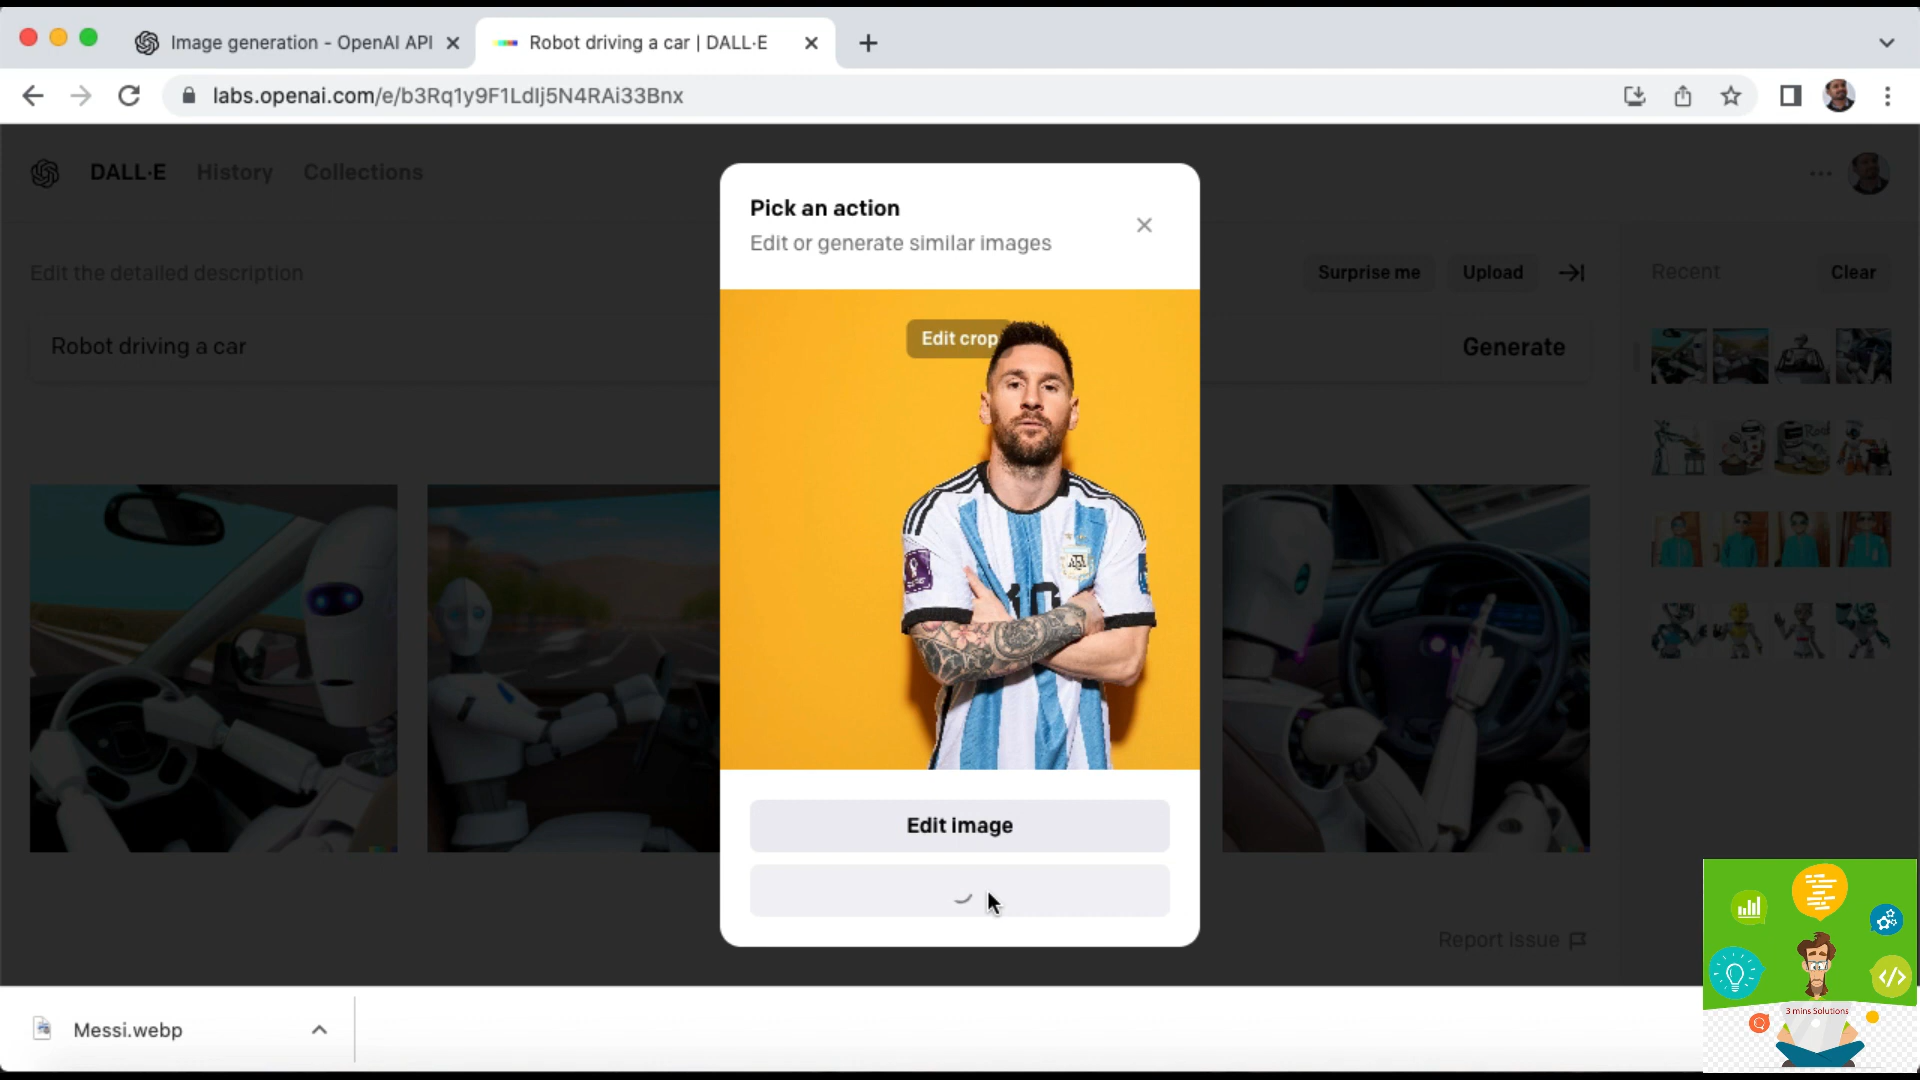 Image generation - OpenAI API
Robot driving a car | DALL·E
labs.openai.com/e/b3Rq1y9F1LdIj5N4RAi33Bnx
DALL·E
History
Collections
Pick an action
Edit or generate similar images
Edit the detailed description
Surprise me
Upload
Recent
Clear
Robot driving a car
Generate
Edit crop
10
Edit image
Report issue
3 mins Solutions
Messi.webp